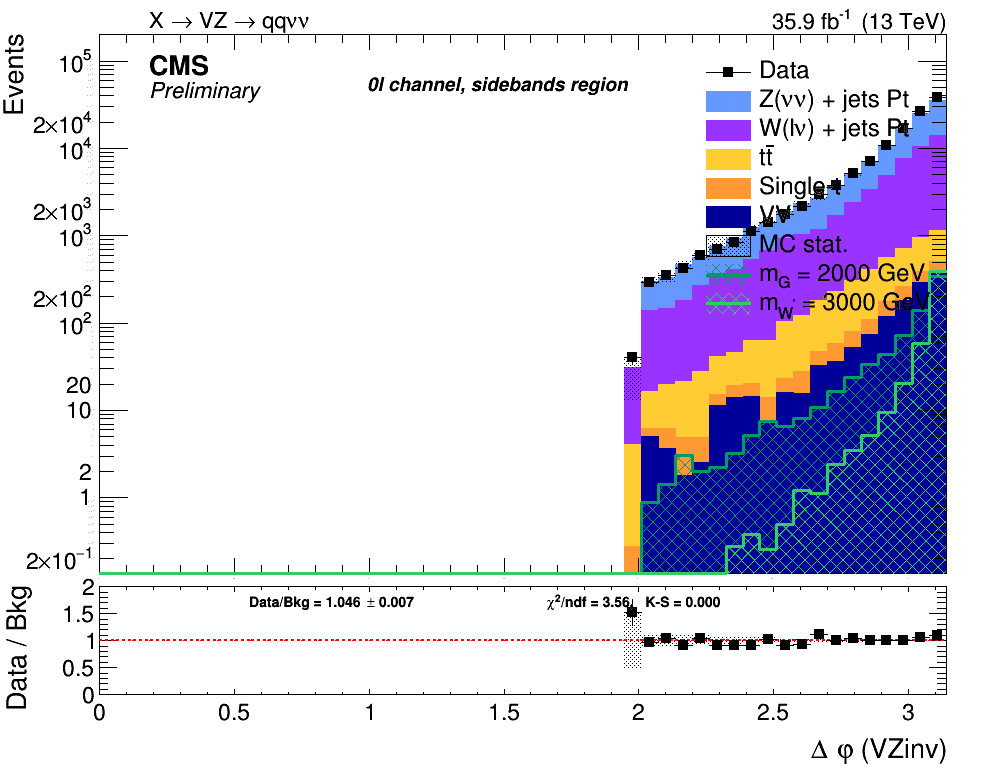 X → VZ → qqνν
35.9 fb⁻¹ (13 TeV)
Events
CMS
Preliminary
0l channel, sidebands region
Data
Z(νν) + jets Pt
W(lν) + jets Pt
tt̄
Single t
VV
MC stat.
m_G = 2000 GeV
m_W' = 3000 GeV
10⁵
2×10⁴
10⁴
2×10³
10³
2×10²
10²
20
10
2
1
2×10⁻¹
Data / Bkg
2
1.5
1
0.5
0
Data/Bkg = 1.046 ± 0.007
χ²/ndf = 3.56, K-S = 0.000
0 0.5 1 1.5 2 2.5 3
Δ φ (VZinv)